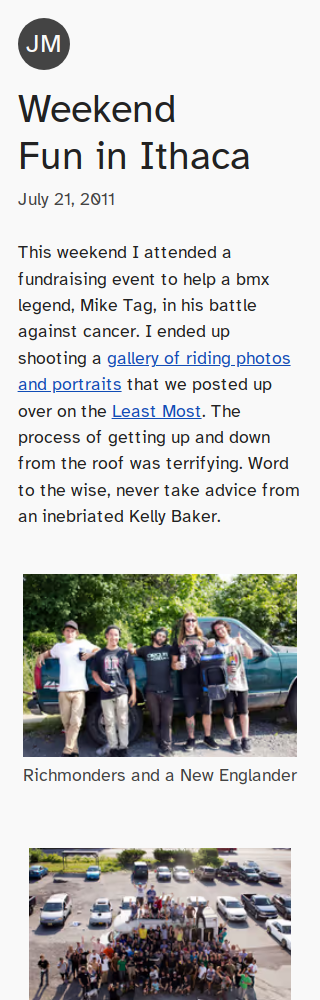 JM
Weekend
Fun in Ithaca
July 21, 2011
This weekend I attended a
fundraising event to help a bmx
legend, Mike Tag, in his battle
against cancer. I ended up
shooting a gallery of riding photos
and portraits that we posted up
over on the Least Most. The
process of getting up and down
from the roof was terrifying. Word
to the wise, never take advice from
an inebriated Kelly Baker.
Richmonders and a New Englander